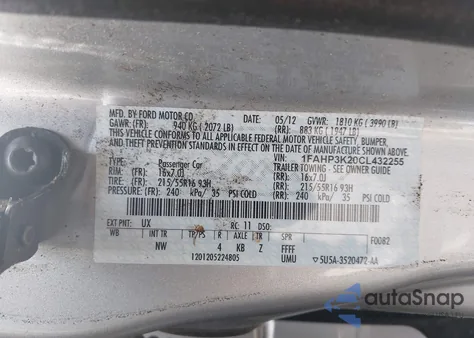 MFD. BY FORD MOTOR CO. DATE: 05/12 GVWR: 1810 KG ( 3990 LB)
GAWR: (FR): 940 KG ( 2072 LB) (RR): 883 KG ( 1947 LB)
THIS VEHICLE CONFORMS TO ALL APPLICABLE FEDERAL MOTOR VEHICLE SAFETY, BUMPER,
AND THEFT PREVENTION STANDARDS IN EFFECT ON THE DATE OF MANUFACTURE SHOWN ABOVE.
VIN: 1FAHP3K20CL432255
TYPE: Passenger Car TRAILER TOWING - SEE OWNER GUIDE
RIM: (FR): 16x7.0J (RR): 16x7.0J
TIRE: (FR): 215/55R16 93H (RR): 215/55R16 93H
PRESSURE: (FR): 240 kPa/ 35 PSI COLD (RR): 240 kPa/ 35 PSI COLD
EXT PNT: UX RC: 11 DSO:
WB INT TR TP/PS R AXLE TR SPR F0082
NW 4 KB Z FFFF
1201205224805 UMU ▽5U5A-3520472-AA
autoSnap